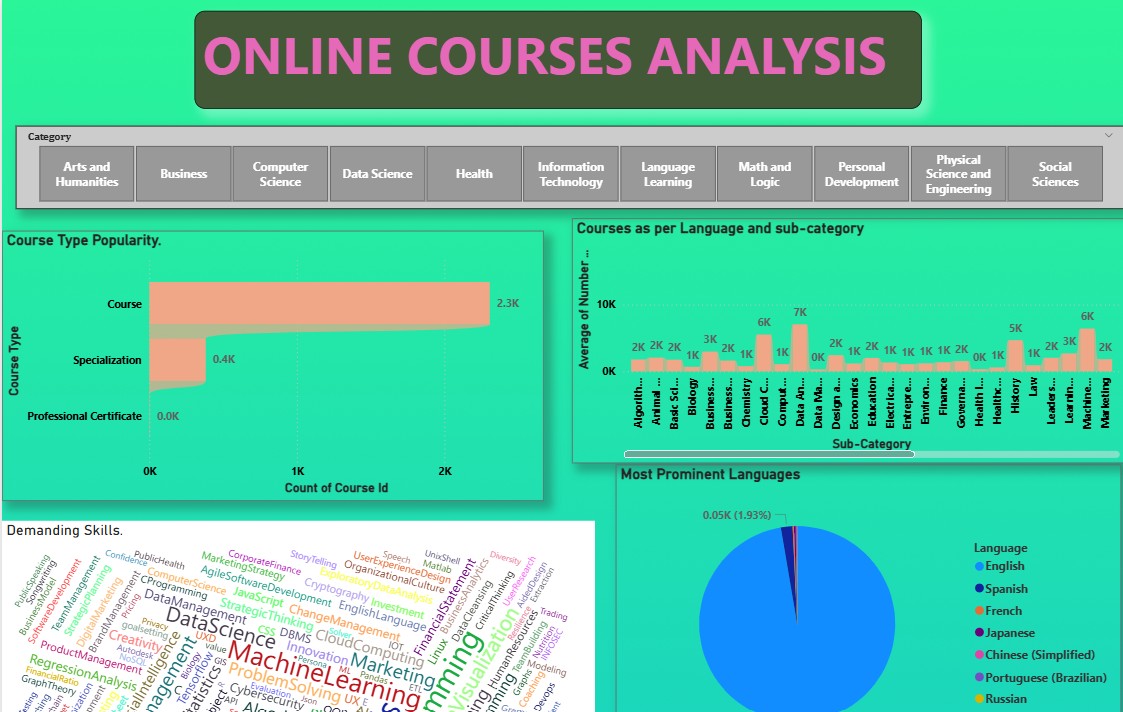 ONLINE COURSES ANALYSIS
Category
Arts and
Humanities
Business
Computer
Science
Data Science
Health
Information
Technology
Language
Learning
Math and
Logic
Personal
Development
Physical
Science and
Engineering
Social
Sciences
Course Type Popularity.
Course Type
Course
2.3K
Specialization
0.4K
Professional Certificate
0.0K
0K
1K
2K
Count of Course Id
Courses as per Language and sub-category
Average of Number ...
10K
0K
2K 2K 2K 1K 3K 2K 1K 6K 1K 7K 0K 2K 1K 2K 1K 1K 1K 1K 2K 0K 1K 5K 1K 2K 3K 6K 2K
Algorith...
Animal ...
Basic Sci...
Biology
Business...
Business...
Chemistry
Cloud C...
Comput...
Data An...
Data Ma...
Design a...
Economics
Education
Electrica...
Entrepre...
Environ...
Finance
Governa...
Health I...
Healthc...
History
Law
Leaders...
Learnin...
Machine...
Marketing
Sub-Category
Most Prominent Languages
0.05K (1.93%)
Language
English
Spanish
French
Japanese
Chinese (Simplified)
Portuguese (Brazilian)
Russian
Demanding Skills.
PublicSpeaking
Songwriting
BusinessModel
SoftwareDevelopment
TeamManagement
StrategicPlanning
DigitalMarketing
BrandManagement
Confidence
PublicHealth
ComputerScience
CProgramming
DataManagement
DataScience
MarketingStrategy
CorporateFinance
AgileSoftwareDevelopment
JavaScript
StrategicThinking
StoryTelling
Cryptography
ExploratoryDataAnalysis
Investment
ChangeManagement
EnglishLanguage
UserExperienceDesign
OrganizationalCulture
Speech
UnixShell
Matlab
Diversity
FinancialStatement
BusinessAnalytics
DataCleansing
CriticalThinking
UserResearch
AidedDesign
Extraction
Pricing
Privacy
goalsetting
Creativity
Autodesk
NoSQL
ProductManagement
RegressionAnalysis
FinancialRatio
GraphTheory
UXD
value
Biology
GIS
Tensorflow
Css
DBMS
Solver
CloudComputing
IOT
Innovation
Persona
ML
Pandas
ETL
Marketing
MachineLearning
ProblemSolving
Evaluation
Json
UX
Cybersecurity
Linux
Visualization
HumanResources
TeamBuilding
Nutrition
INFOSEC
Trading
Modeling
Graphs
Coaching
Devops